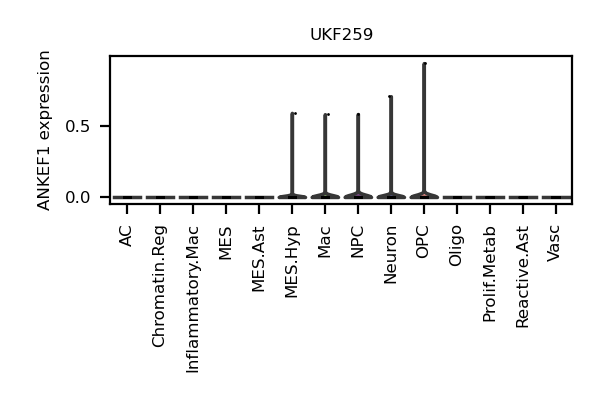 UKF259
ANKEF1 expression
0.5
0.0
AC
Chromatin.Reg
Inflammatory.Mac
MES
MES.Ast
MES.Hyp
Mac
NPC
Neuron
OPC
Oligo
Prolif.Metab
Reactive.Ast
Vasc